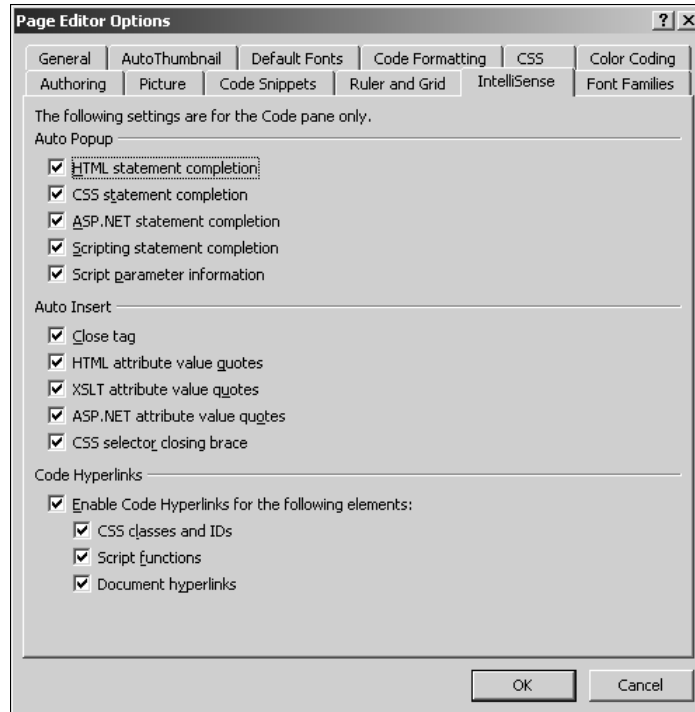 Page Editor Options
General AutoThumbnail Default Fonts Code Formatting CSS Color Coding
Authoring Picture Code Snippets Ruler and Grid IntelliSense Font Families
The following settings are for the Code pane only.
Auto Popup
HTML statement completion
CSS statement completion
ASP.NET statement completion
Scripting statement completion
Script parameter information
Auto Insert
Close tag
HTML attribute value quotes
XSLT attribute value quotes
ASP.NET attribute value quotes
CSS selector closing brace
Code Hyperlinks
Enable Code Hyperlinks for the following elements:
CSS classes and IDs
Script functions
Document hyperlinks
OK Cancel